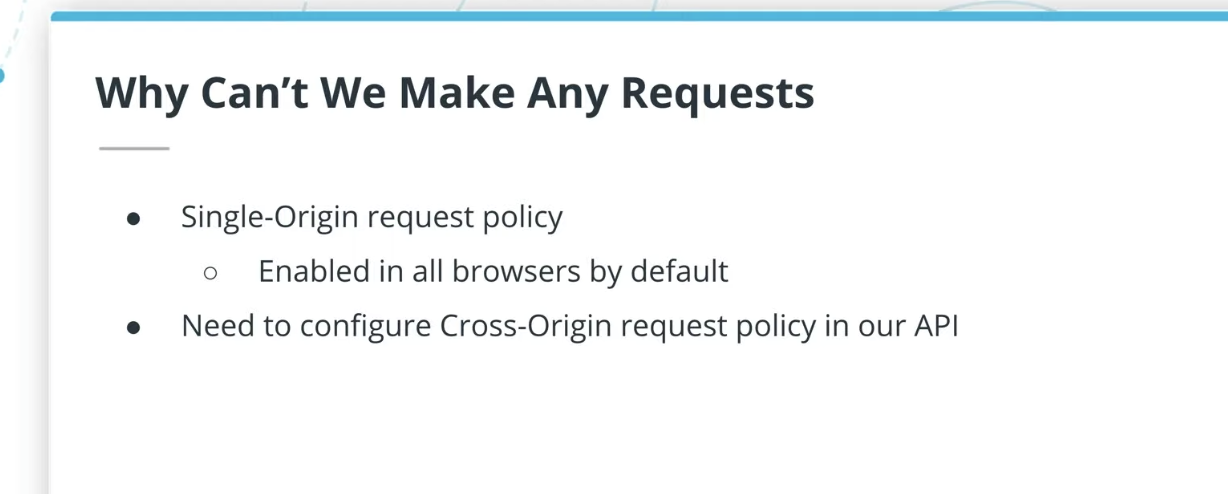 Why Can’t We Make Any Requests
● Single-Origin request policy
○ Enabled in all browsers by default
● Need to configure Cross-Origin request policy in our API